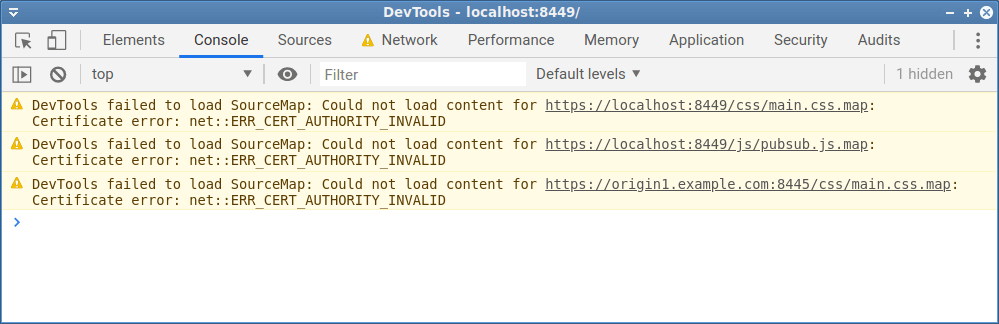 DevTools - localhost:8449/
Elements Console Sources Network Performance Memory Application Security Audits
top Filter Default levels 1 hidden
DevTools failed to load SourceMap: Could not load content for https://localhost:8449/css/main.css.map:
Certificate error: net::ERR_CERT_AUTHORITY_INVALID
DevTools failed to load SourceMap: Could not load content for https://localhost:8449/js/pubsub.js.map:
Certificate error: net::ERR_CERT_AUTHORITY_INVALID
DevTools failed to load SourceMap: Could not load content for https://origin1.example.com:8445/css/main.css.map:
Certificate error: net::ERR_CERT_AUTHORITY_INVALID